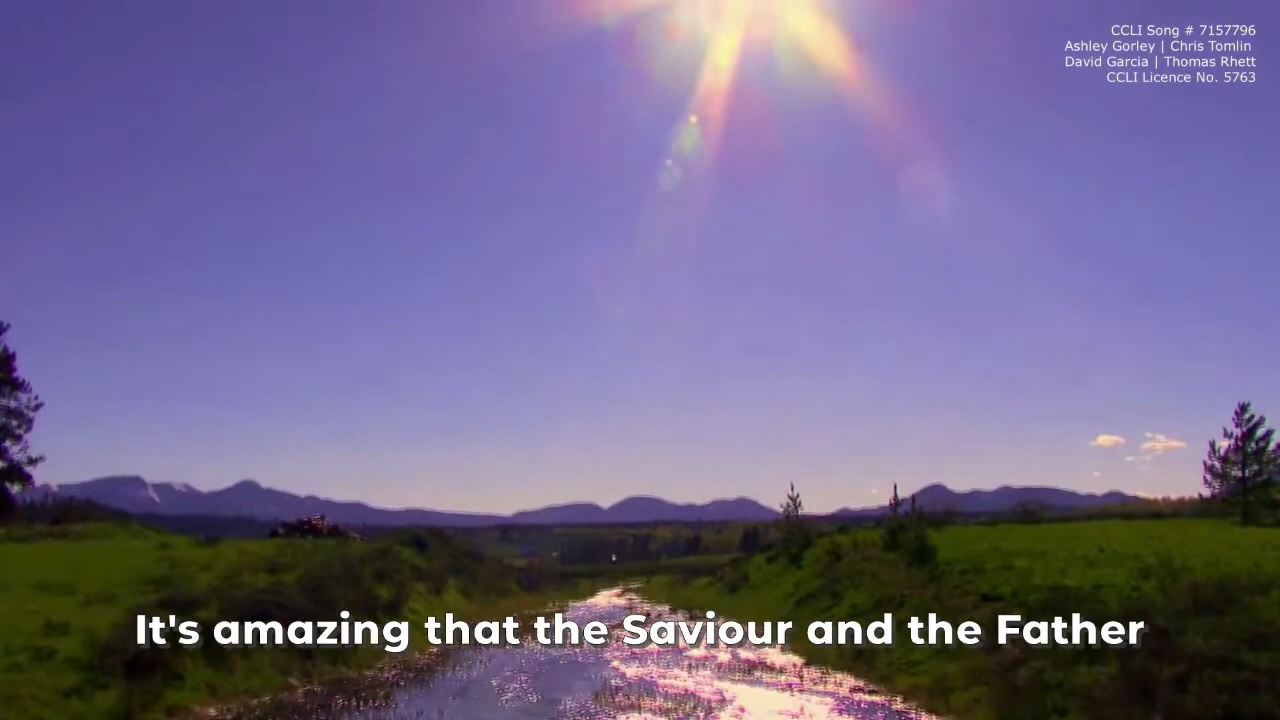 CCLI Song # 7157796
Ashley Gorley | Chris Tomlin
David Garcia | Thomas Rhett
CCLI Licence No. 5763
It's amazing that the Saviour and the Father